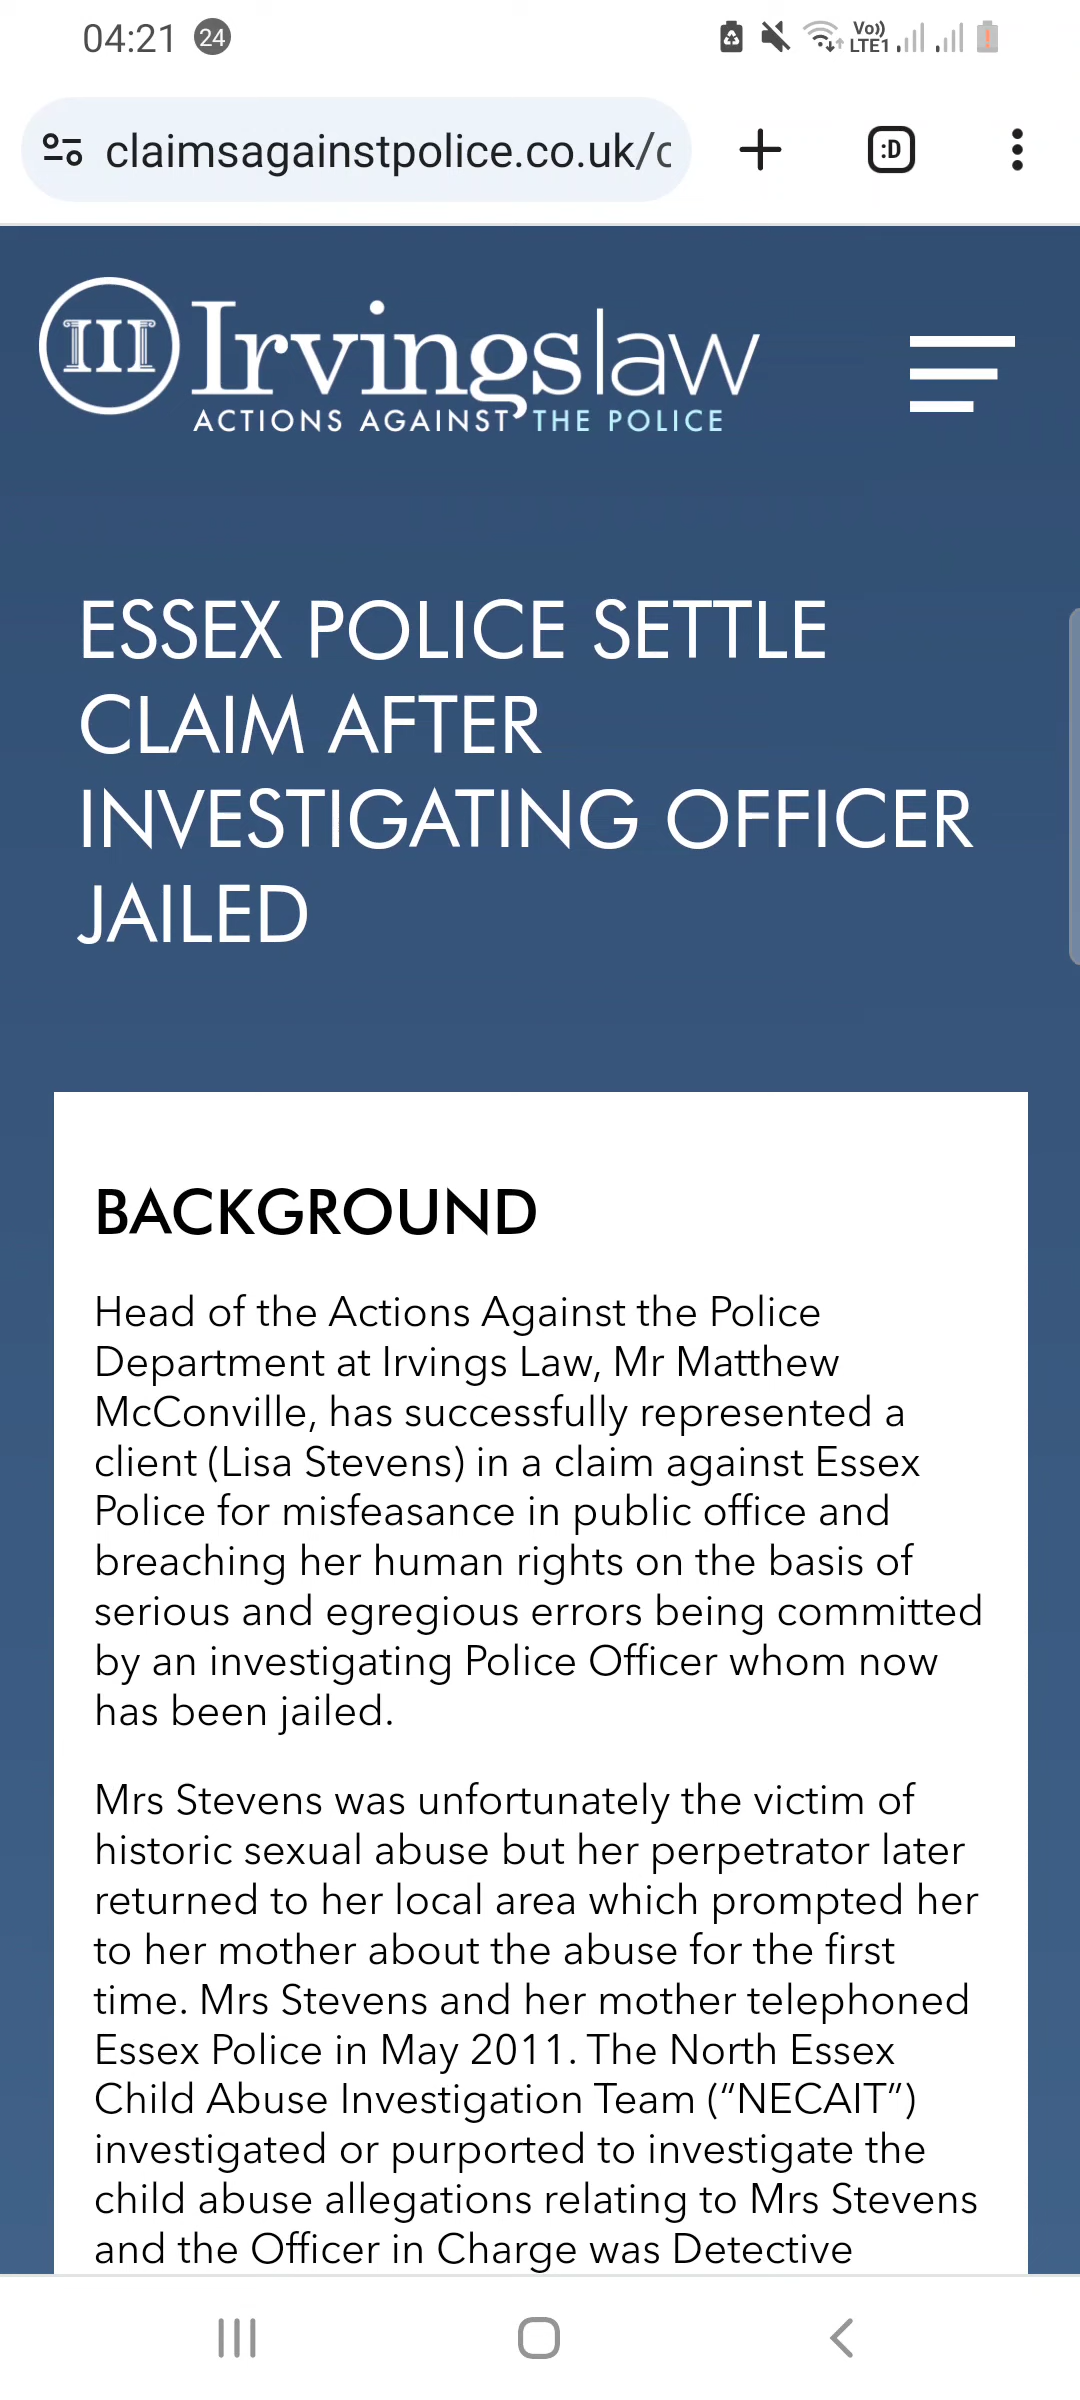 04:21 24 Vo)) LTE1
claimsagainstpolice.co.uk/c :D
III Irvingslaw
ACTIONS AGAINST THE POLICE
ESSEX POLICE SETTLE
CLAIM AFTER
INVESTIGATING OFFICER
JAILED
BACKGROUND
Head of the Actions Against the Police
Department at Irvings Law, Mr Matthew
McConville, has successfully represented a
client (Lisa Stevens) in a claim against Essex
Police for misfeasance in public office and
breaching her human rights on the basis of
serious and egregious errors being committed
by an investigating Police Officer whom now
has been jailed.
Mrs Stevens was unfortunately the victim of
historic sexual abuse but her perpetrator later
returned to her local area which prompted her
to her mother about the abuse for the first
time. Mrs Stevens and her mother telephoned
Essex Police in May 2011. The North Essex
Child Abuse Investigation Team (“NECAIT”)
investigated or purported to investigate the
child abuse allegations relating to Mrs Stevens
and the Officer in Charge was Detective